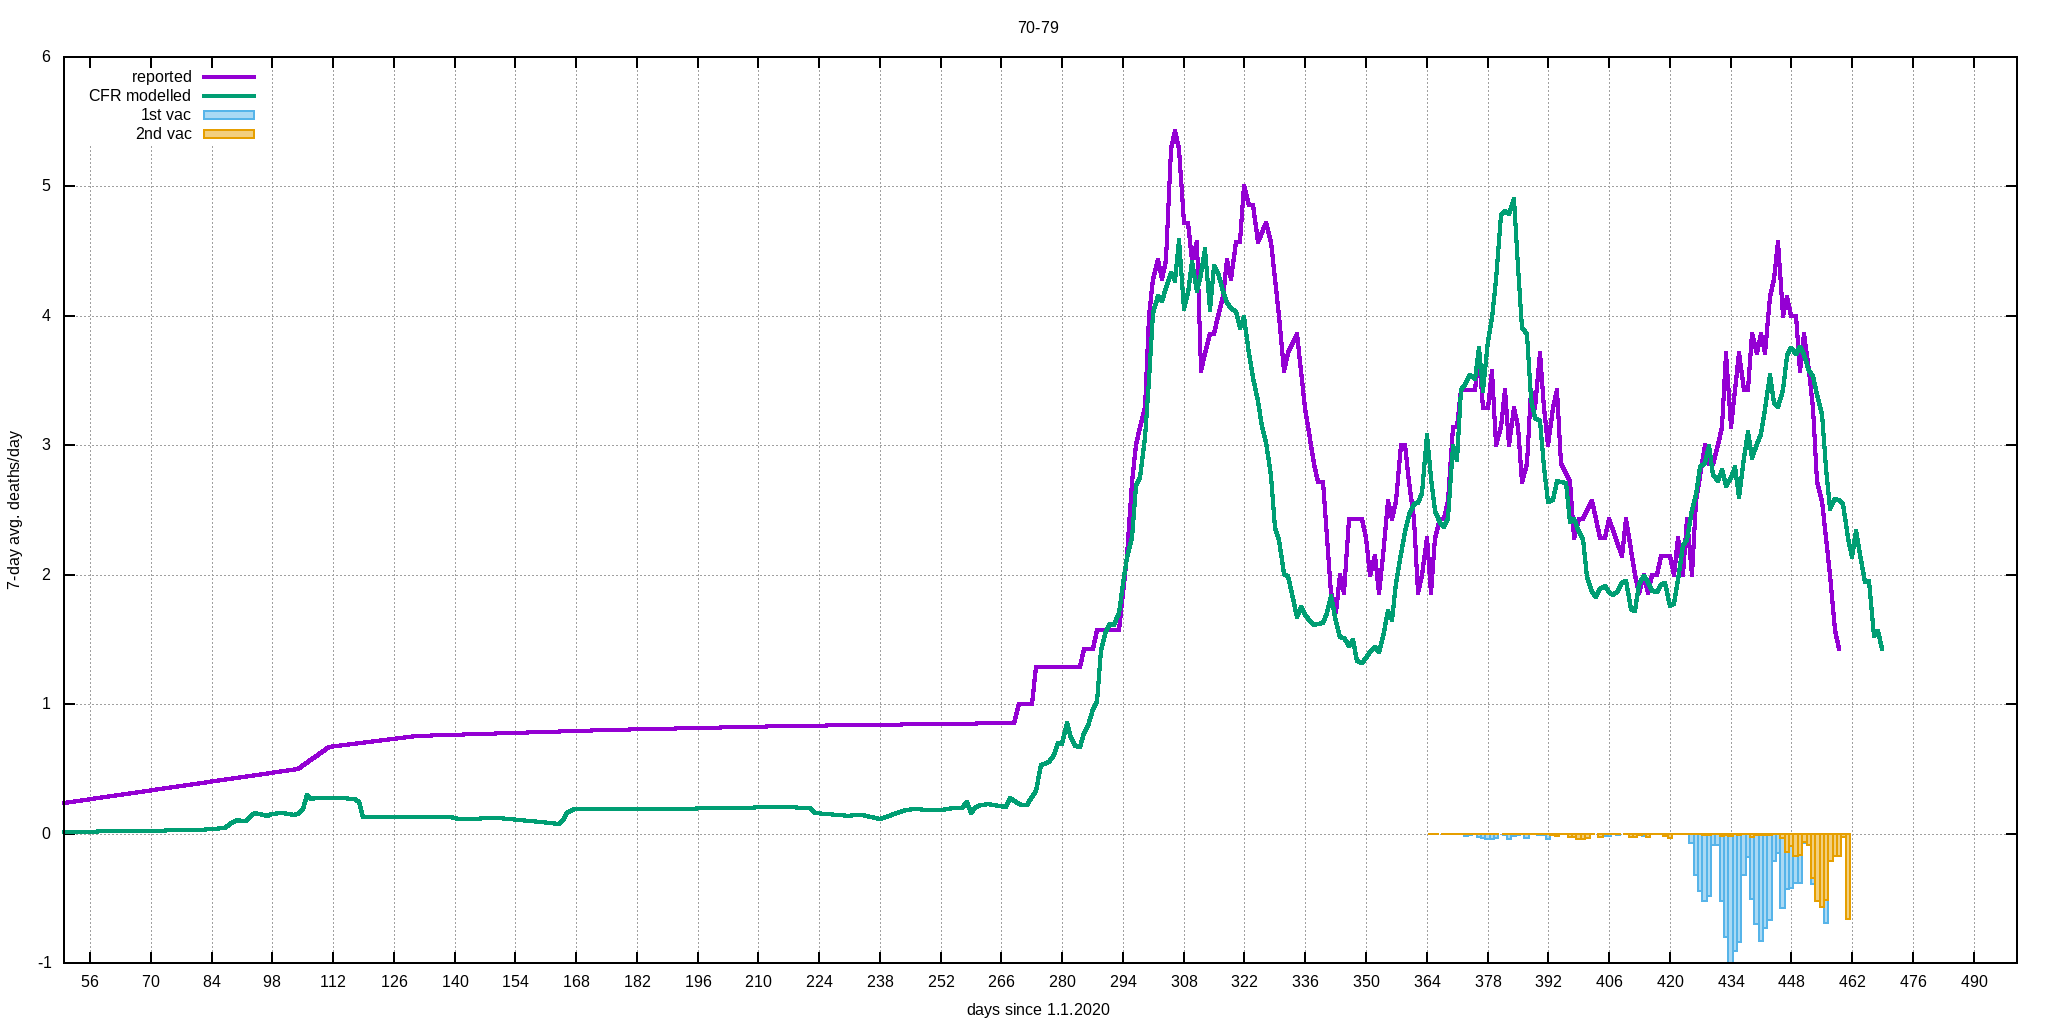 70-79
reported
CFR modelled
1st vac
2nd vac
7-day avg. deaths/day
6
5
4
3
2
1
0
-1
56 70 84 98 112 126 140 154 168 182 196 210 224 238 252 266 280 294 308 322 336 350 364 378 392 406 420 434 448 462 476 490
days since 1.1.2020